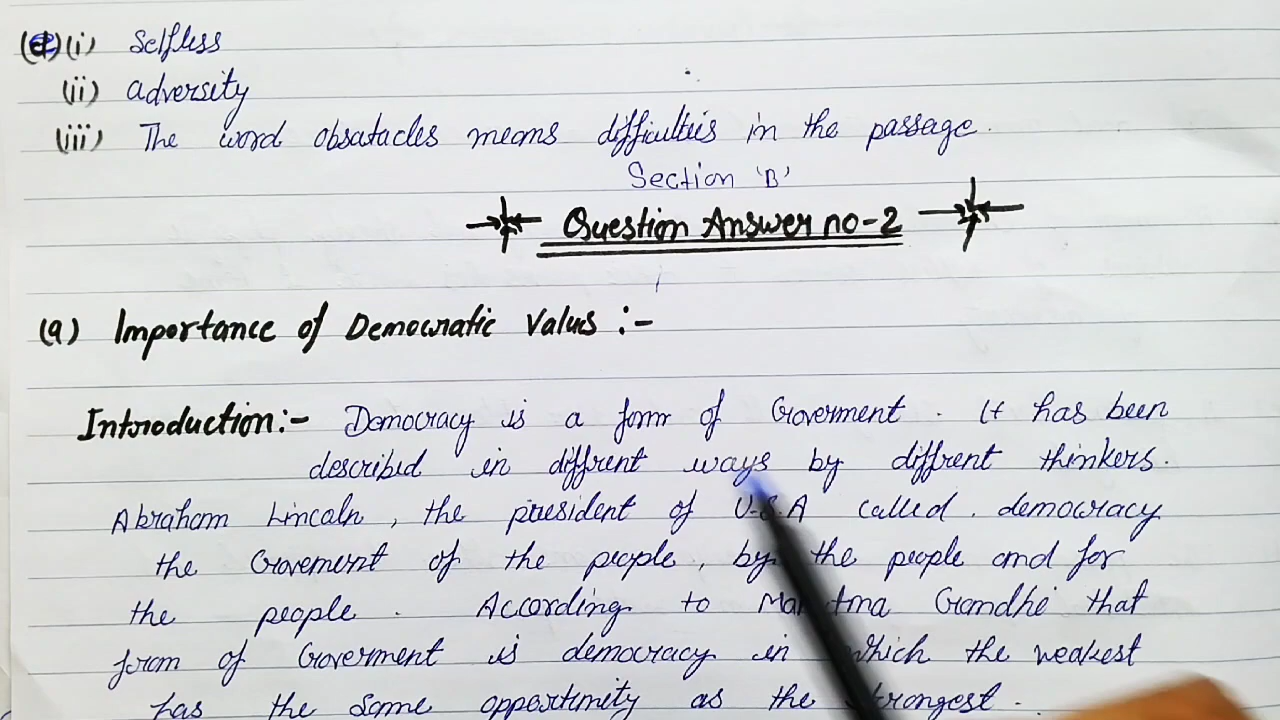 (d) (i) Selfless
(ii) adversity
(iii) The word obsatacles means difficulties in the passage.
Section 'B'
Question Answer no-2
(a) Importance of Democratic Values :-
Introduction:- Democracy is a form of Goverment. It has been
described in diffrent ways by diffrent thinkers.
Abraham Lincaln, the president of U.S.A called. democracy
the Goverment of the people, by the people and for
the people. According to Gandhi that
form of Goverment is democracy in which the weakest
has the same opportunity as the strongest.